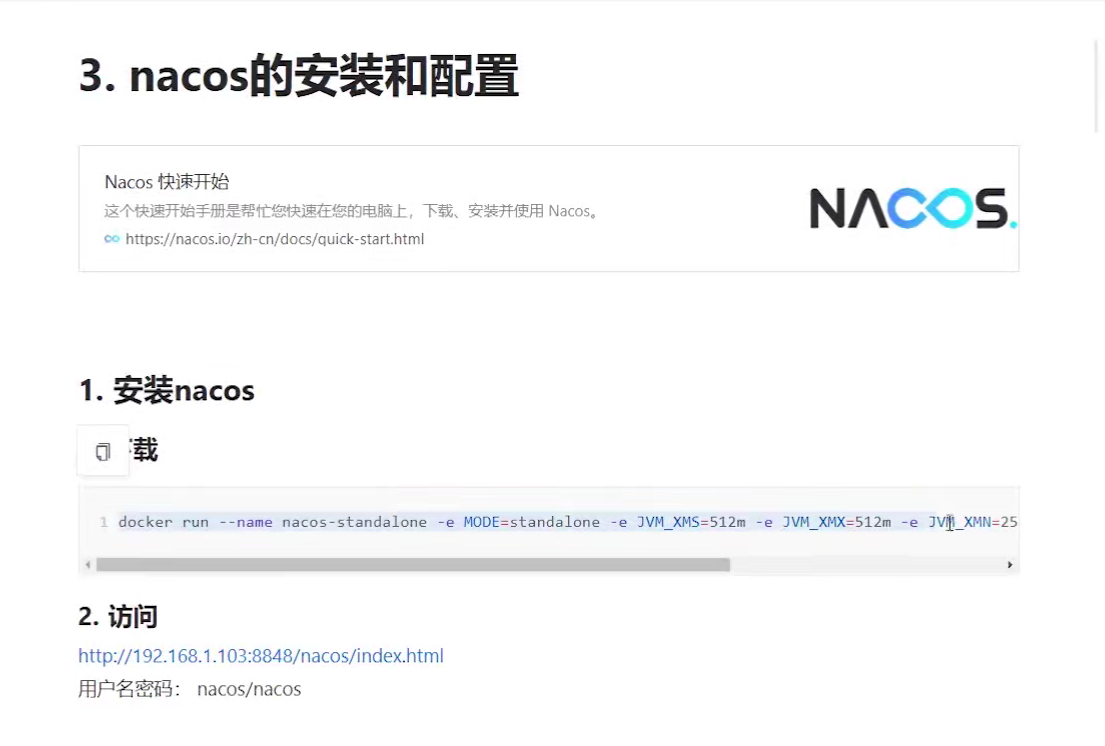 3. nacos的安装和配置
Nacos 快速开始
这个快速开始手册是帮忙您快速在您的电脑上，下载、安装并使用 Nacos。
https://nacos.io/zh-cn/docs/quick-start.html
NACOS.
1. 安装nacos
载
1 docker run --name nacos-standalone -e MODE=standalone -e JVM_XMS=512m -e JVM_XMX=512m -e JVM_XMN=25
2. 访问
http://192.168.1.103:8848/nacos/index.html
用户名密码： nacos/nacos